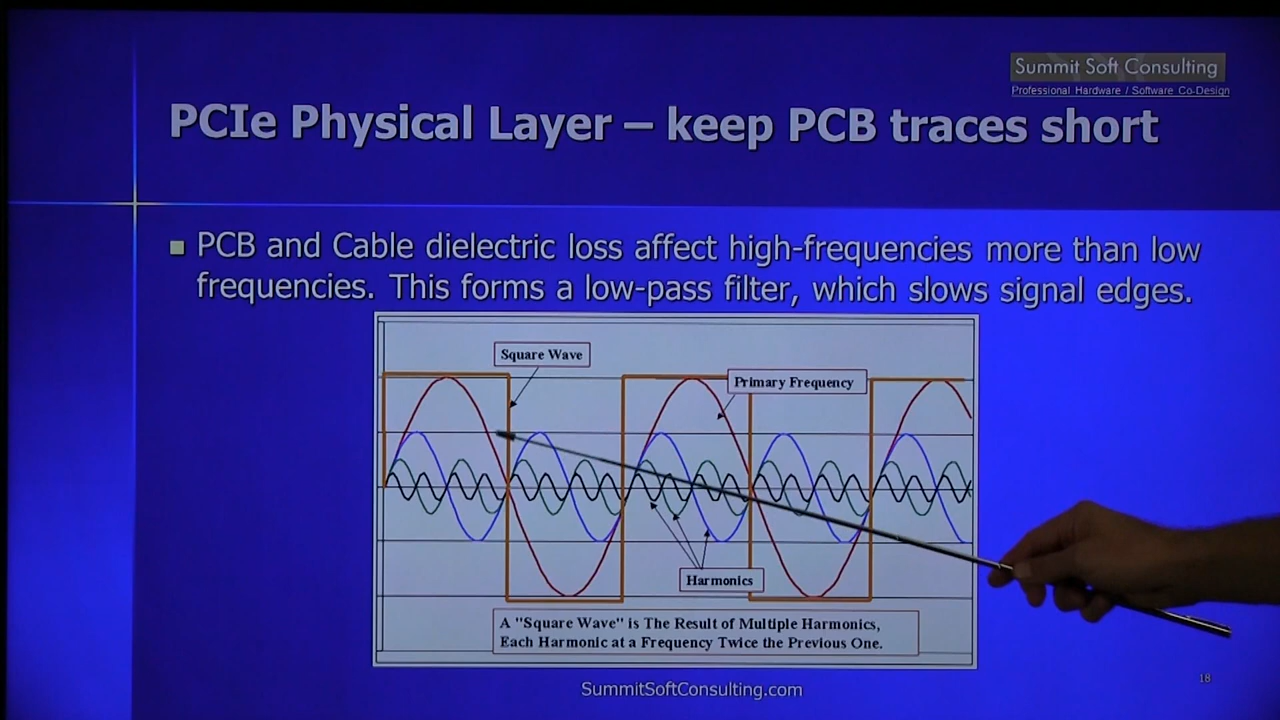 Summit Soft Consulting
Professional Hardware / Software Co-Design
PCIe Physical Layer – keep PCB traces short
PCB and Cable dielectric loss affect high-frequencies more than low
frequencies. This forms a low-pass filter, which slows signal edges.
Square Wave
Primary Frequency
Harmonics
A "Square Wave" is The Result of Multiple Harmonics,
Each Harmonic at a Frequency Twice the Previous One.
18
SummitSoftConsulting.com